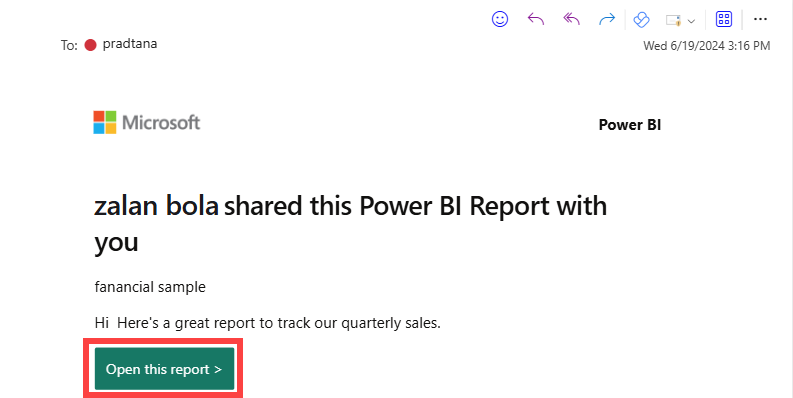 To: pradtana
Wed 6/19/2024 3:16 PM
Microsoft
Power BI
zalan bola shared this Power BI Report with
you
fanancial sample
Hi  Here's a great report to track our quarterly sales.
Open this report >